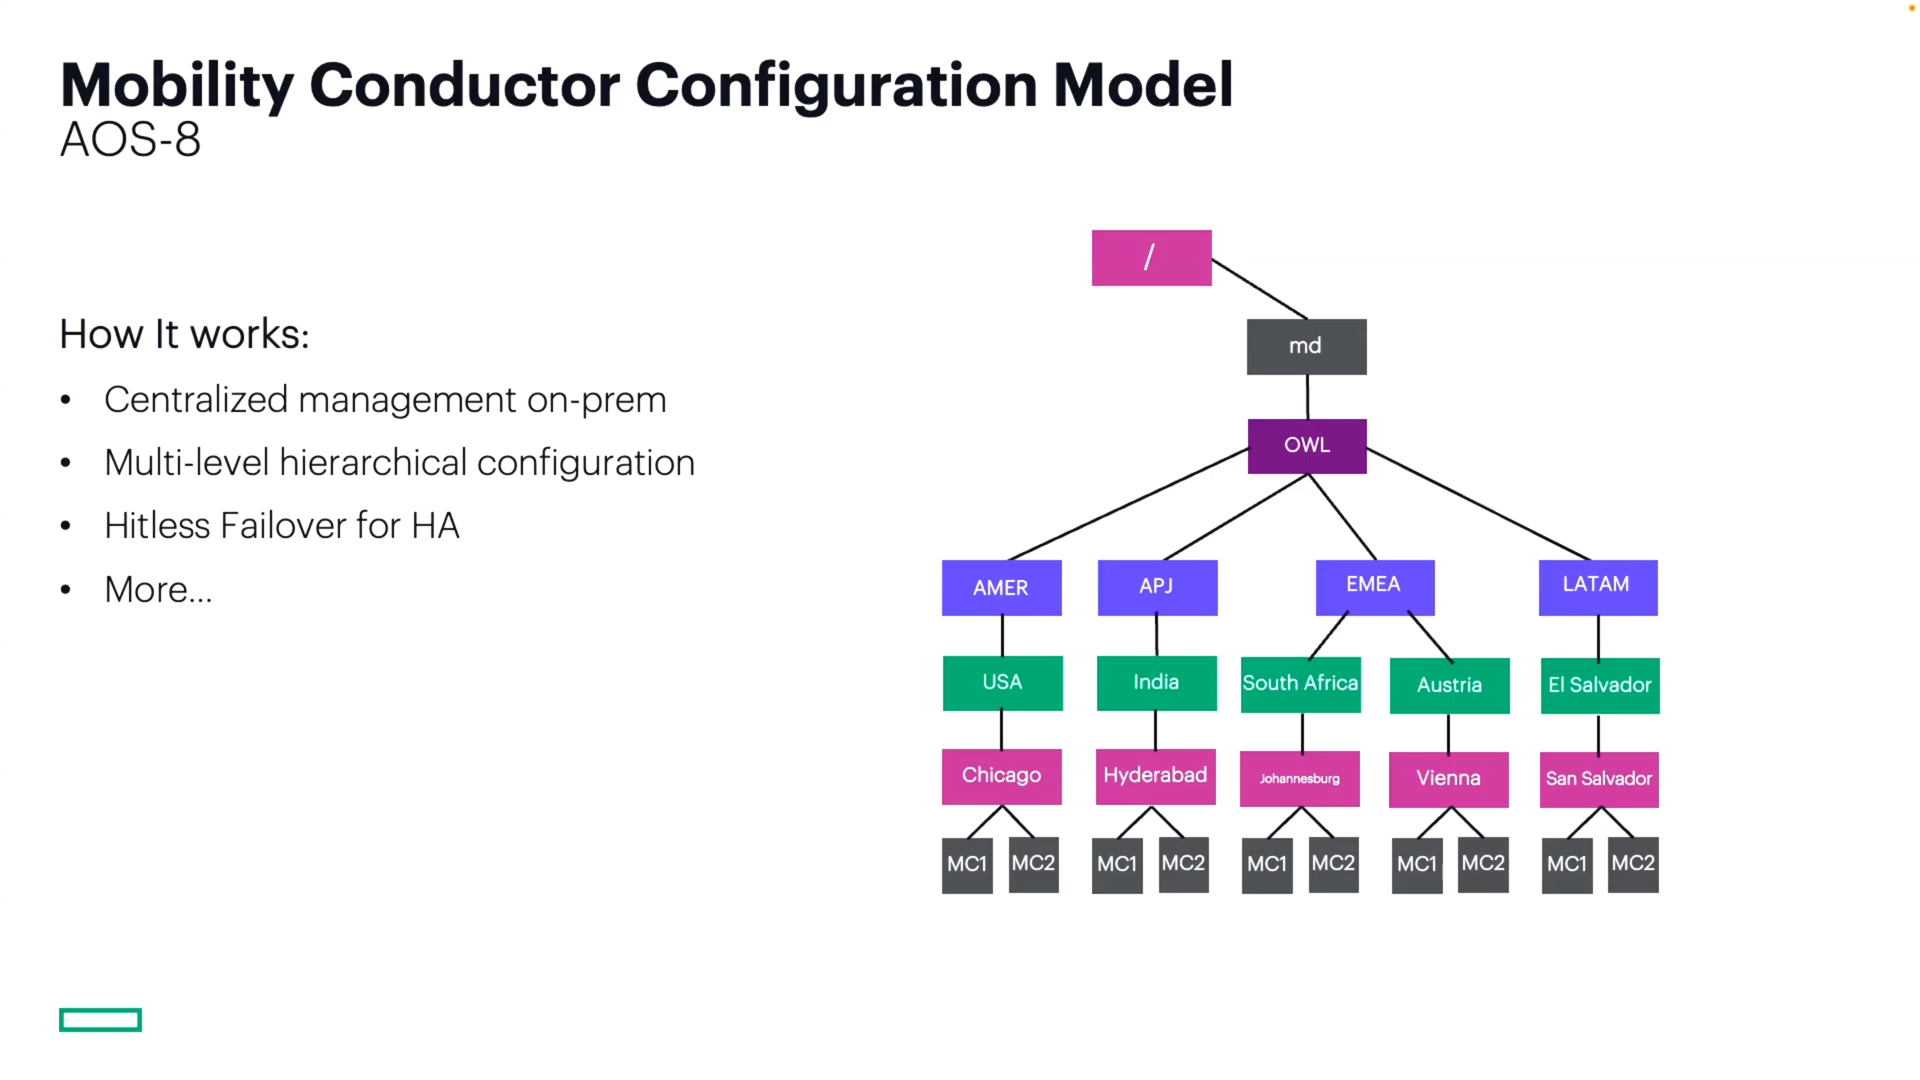 Mobility Conductor Configuration Model
AOS-8
How It works:
• Centralized management on-prem
• Multi-level hierarchical configuration
• Hitless Failover for HA
• More...
/
md
OWL
AMER
APJ
EMEA
LATAM
USA
India
South Africa
Austria
El Salvador
Chicago
Hyderabad
Johannesburg
Vienna
San Salvador
MC1
MC2
MC1
MC2
MC1
MC2
MC1
MC2
MC1
MC2